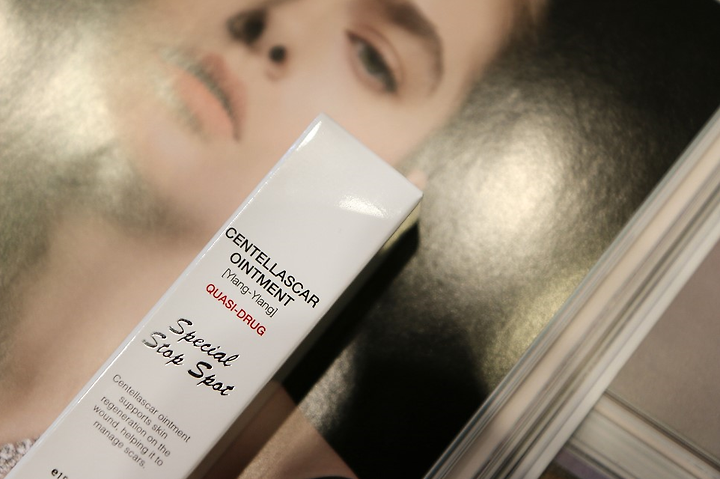 CENTELLASCAR
OINTMENT
[Ylang-Ylang]
QUASI-DRUG
Special
Stop Spot
Centellascar ointment
supports skin
regeneration on the
wound, helping it to
manage scars.